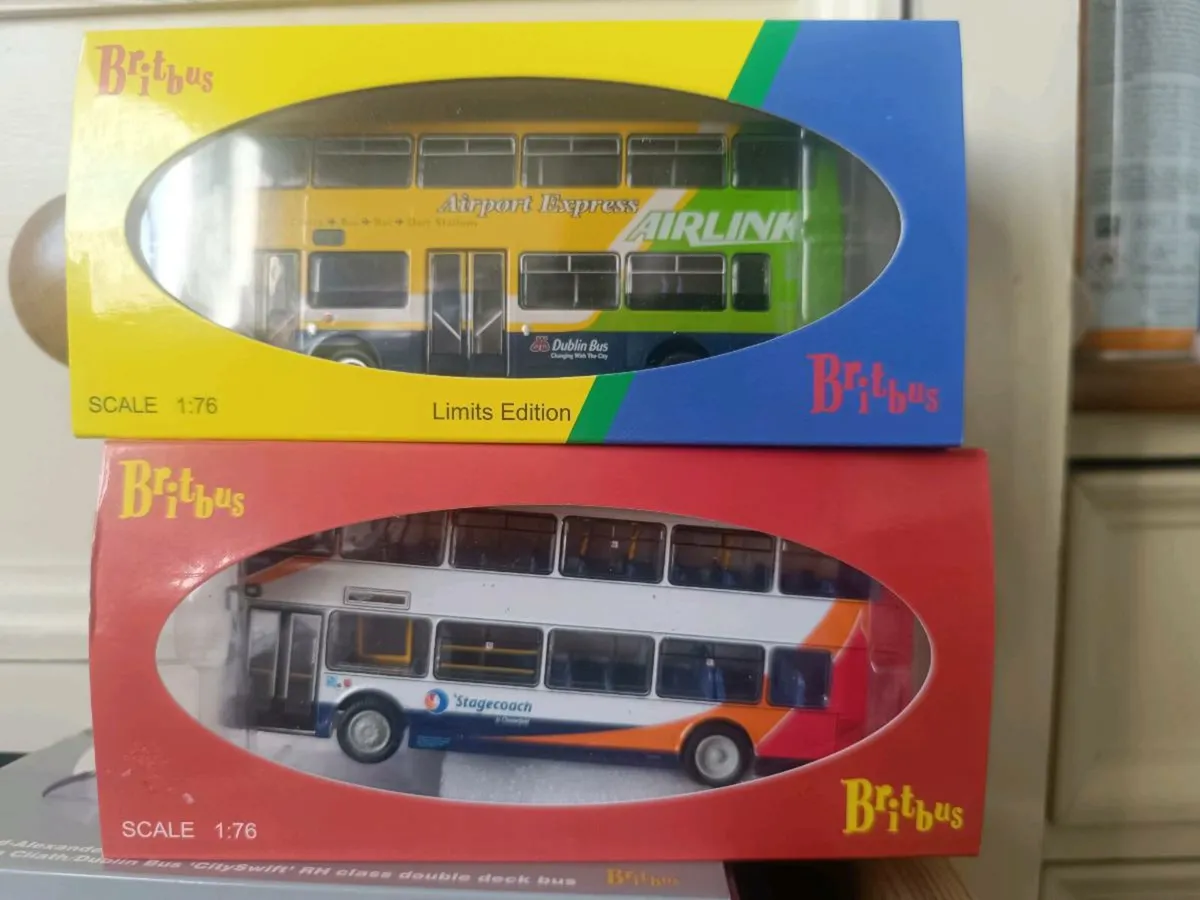 Britbus
Airport Express
AIRLINK
Dublin Bus
Changing With The City
SCALE 1:76
Limits Edition
Britbus
Britbus
Stagecoach
SCALE 1:76
Britbus
Cliath/Dublin Bus 'CitySwift' RH class double deck bus
Britbus